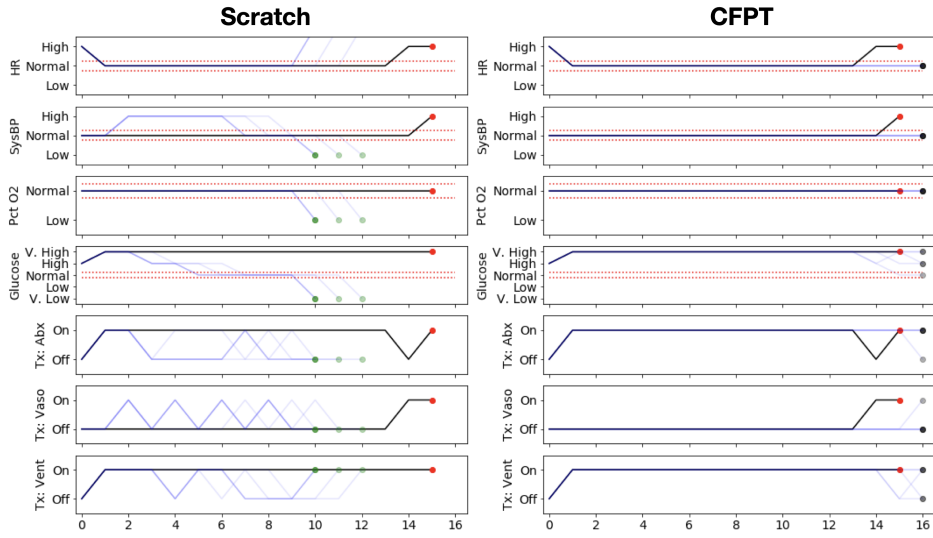 Scratch
CFPT
HR
High
Normal
Low
HR
High
Normal
Low
SysBP
High
Normal
Low
SysBP
High
Normal
Low
Pct O2
Normal
Low
Pct O2
Normal
Low
Glucose
V. High
High
Normal
Low
V. Low
Glucose
V. High
High
Normal
Low
V. Low
Tx: Abx
On
Off
Tx: Abx
On
Off
Tx: Vaso
On
Off
Tx: Vaso
On
Off
Tx: Vent
On
Off
Tx: Vent
On
Off
0 2 4 6 8 10 12 14 16
0 2 4 6 8 10 12 14 16